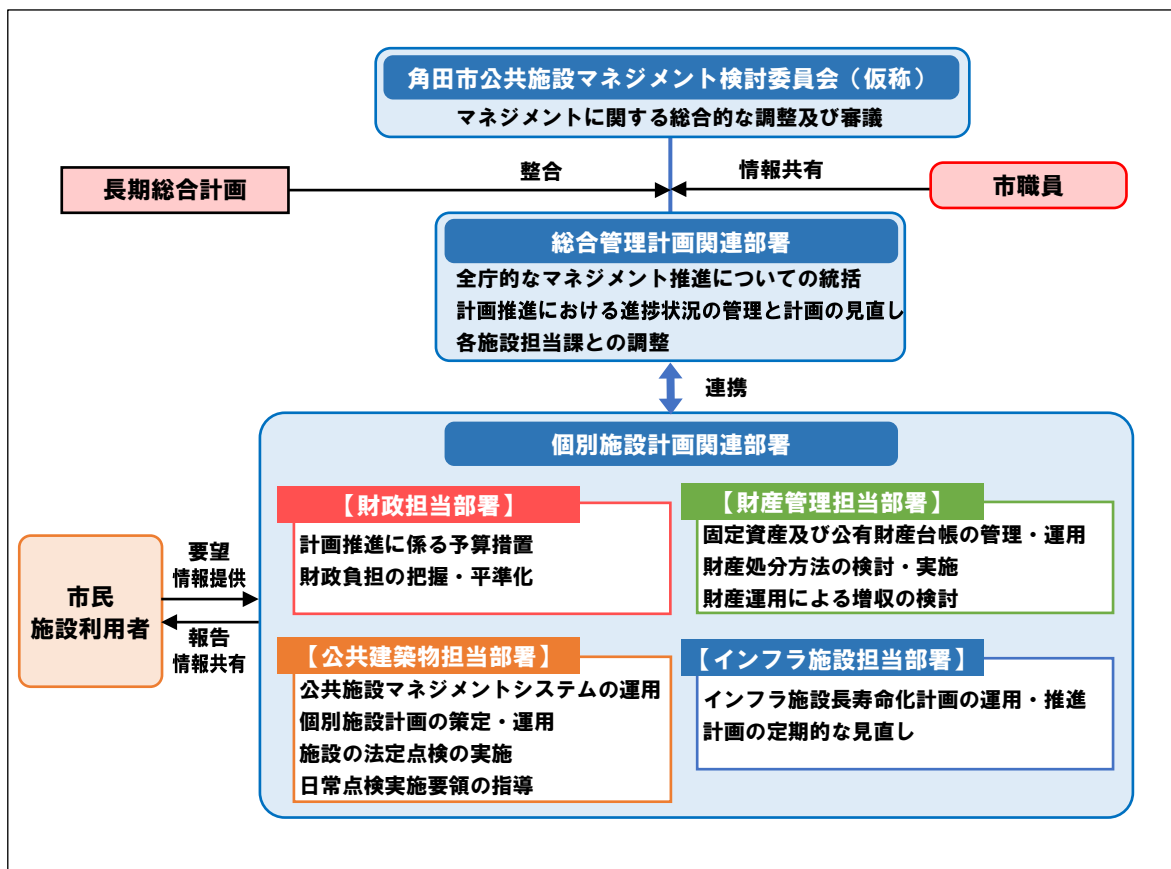 角田市公共施設マネジメント検討委員会（仮称）
マネジメントに関する総合的な調整及び審議
整合
情報共有
長期総合計画
市職員
総合管理計画関連部署
全庁的なマネジメント推進についての統括
計画推進における進捗状況の管理と計画の見直し
各施設担当課との調整
連携
個別施設計画関連部署
【財政担当部署】
計画推進に係る予算措置
財政負担の把握・平準化
【財産管理担当部署】
固定資産及び公有財産台帳の管理・運用
財産処分方法の検討・実施
財産運用による増収の検討
要望
情報提供
市民
施設利用者
報告
情報共有
【公共建築物担当部署】
公共施設マネジメントシステムの運用
個別施設計画の策定・運用
施設の法定点検の実施
日常点検実施要領の指導
【インフラ施設担当部署】
インフラ施設長寿命化計画の運用・推進
計画の定期的な見直し